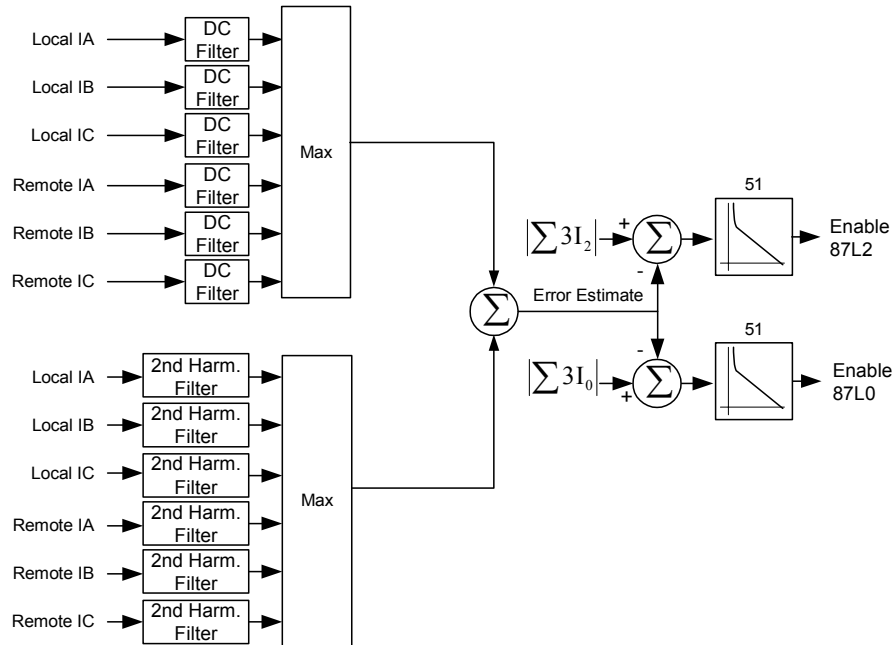 Local IA
DC
Filter
Local IB
DC
Filter
Local IC
DC
Filter
Remote IA
DC
Filter
Remote IB
DC
Filter
Remote IC
DC
Filter
Max
Local IA
2nd Harm.
Filter
Local IB
2nd Harm.
Filter
Local IC
2nd Harm.
Filter
Remote IA
2nd Harm.
Filter
Remote IB
2nd Harm.
Filter
Remote IC
2nd Harm.
Filter
Max
∑
Error Estimate
|∑3I₂|
+
-
∑
51
Enable
87L2
|∑3I₀|
-
+
∑
51
Enable
87L0